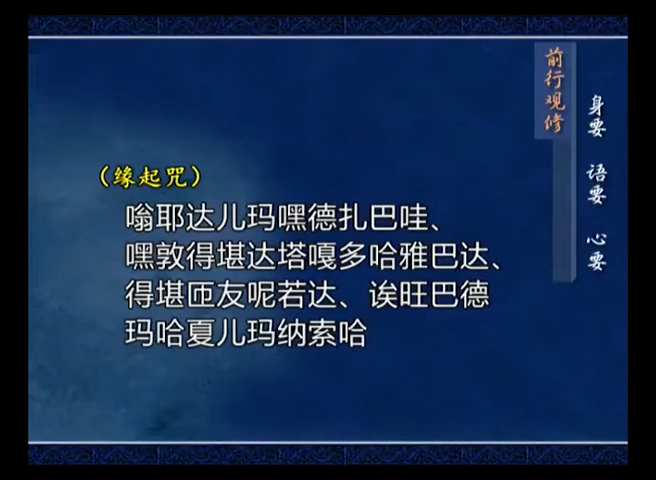 前行观修
身要 语要 心要
（缘起咒）
嗡耶达儿玛嘿德扎巴哇、
嘿敦得堪达塔嘎多哈雅巴达、
得堪匝友呢若达、诶旺巴德
玛哈夏儿玛纳索哈